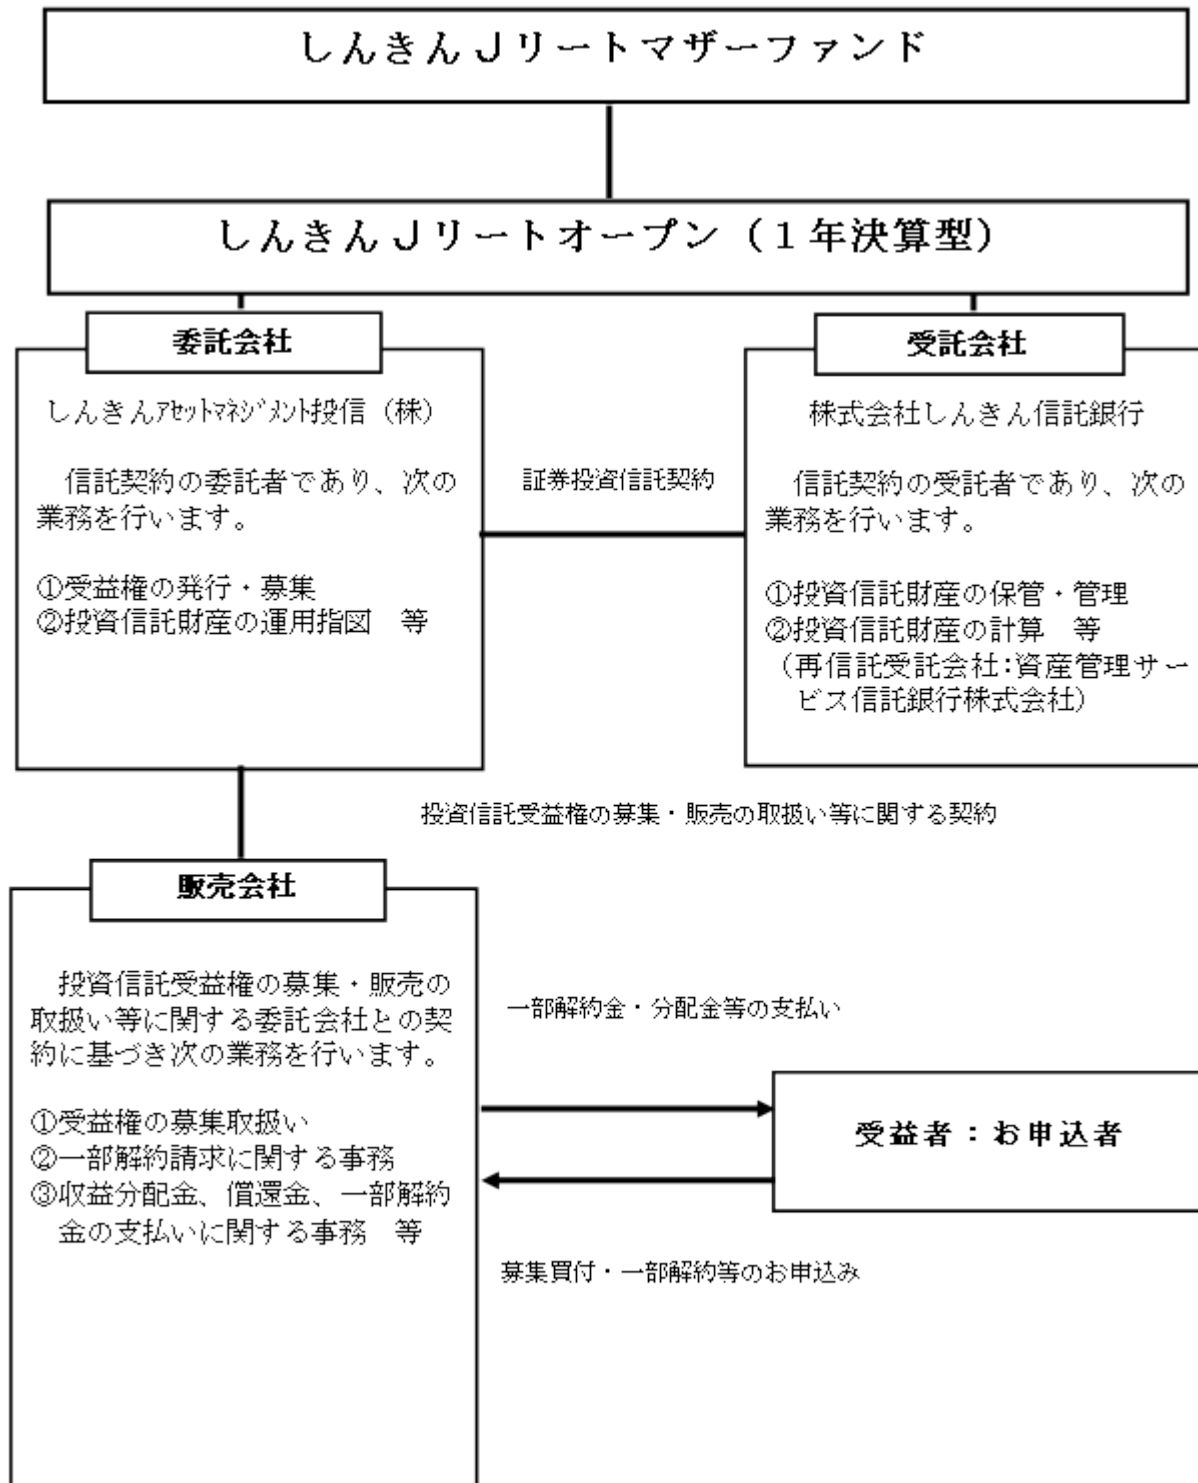 しんきんJリートマザーファンド
しんきんJリートオープン（１年決算型）
委託会社
しんきんｱｾｯﾄﾏﾈｼﾞﾒﾝﾄ投信（株）
信託契約の委託者であり、次の
業務を行います。
①受益権の発行・募集
②投資信託財産の運用指図　等
証券投資信託契約
受託会社
株式会社しんきん信託銀行
信託契約の受託者であり、次の
業務を行います。
①投資信託財産の保管・管理
②投資信託財産の計算　等
（再信託受託会社：資産管理サー
ビス信託銀行株式会社）
投資信託受益権の募集・販売の取扱い等に関する契約
販売会社
投資信託受益権の募集・販売の
取扱い等に関する委託会社との契
約に基づき次の業務を行います。
①受益権の募集取扱い
②一部解約請求に関する事務
③収益分配金、償還金、一部解約
金の支払いに関する事務　等
一部解約金・分配金等の支払い
受益者：お申込者
募集買付・一部解約等のお申込み